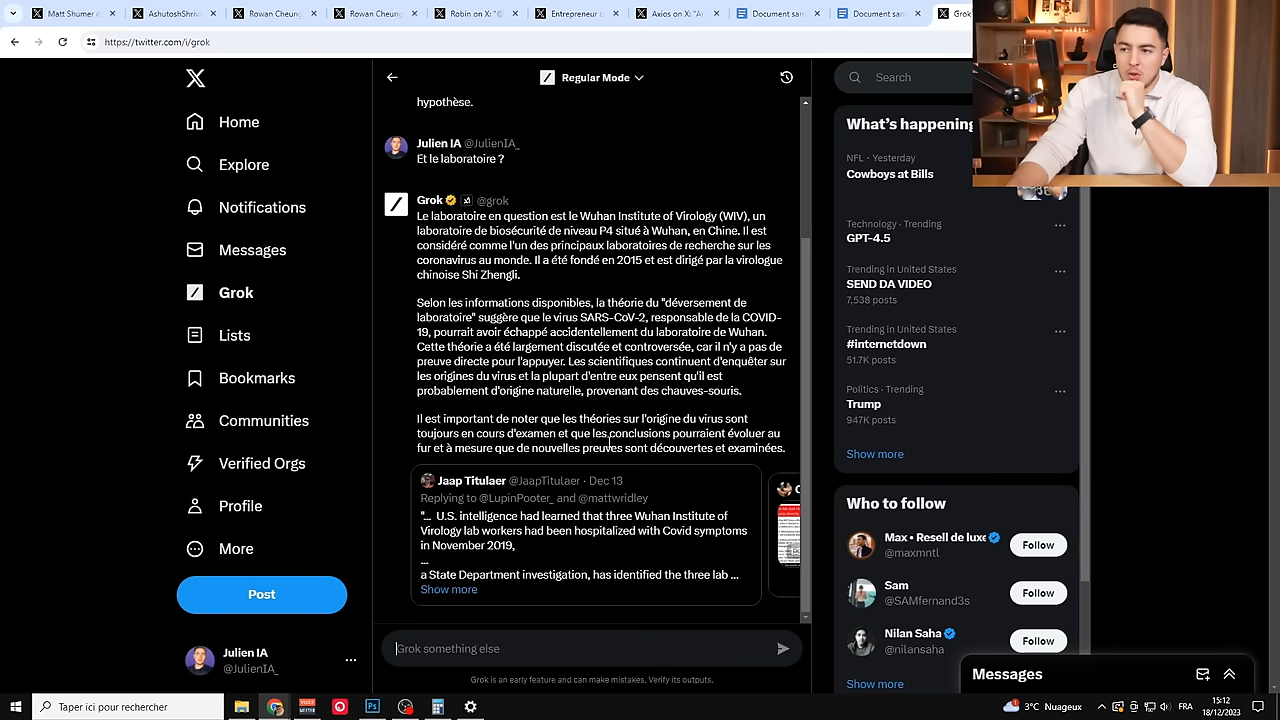 Matt Shumer
AshutoshShriv
Rowan Cheun
Robin on X: "@
Entrepreneur
Axios on X: "A
Document
Document sa
Grok
https://twitter.com/i/grok
Regular Mode
Search
Home
Explore
Notifications
Messages
Grok
Lists
Bookmarks
Communities
Verified Orgs
Profile
More
Post
Julien IA
@JulienIA_
hypothèse.
Julien IA @JulienIA_
Et le laboratoire ?
Grok @grok
Le laboratoire en question est le Wuhan Institute of Virology (WIV), un
laboratoire de biosécurité de niveau P4 situé à Wuhan, en Chine. Il est
considéré comme l'un des principaux laboratoires de recherche sur les
coronavirus au monde. Il a été fondé en 2015 et est dirigé par la virologue
chinoise Shi Zhengli.
Selon les informations disponibles, la théorie du "déversement de
laboratoire" suggère que le virus SARS-CoV-2, responsable de la COVID-
19, pourrait avoir échappé accidentellement du laboratoire de Wuhan.
Cette théorie a été largement discutée et controversée, car il n'y a pas de
preuve directe pour l'appuyer. Les scientifiques continuent d'enquêter sur
les origines du virus et la plupart d'entre eux pensent qu'il est
probablement d'origine naturelle, provenant des chauves-souris.
Il est important de noter que les théories sur l'origine du virus sont
toujours en cours d'examen et que les conclusions pourraient évoluer au
fur et à mesure que de nouvelles preuves sont découvertes et examinées.
Jaap Titulaer @JaapTitulaer · Dec 13
Replying to @LupinPooter_ and @mattwridley
"... U.S. intelligence had learned that three Wuhan Institute of
Virology lab workers had been hospitalized with Covid symptoms
in November 2019,
...
a State Department investigation, has identified the three lab ...
Show more
Grok something else
Grok is an early feature and can make mistakes. Verify its outputs.
What's happening
NFL · Yesterday
Cowboys at Bills
Technology · Trending
GPT-4.5
Trending in United States
SEND DA VIDEO
7,538 posts
Trending in United States
#internetdown
51.7K posts
Politics · Trending
Trump
947K posts
Show more
Who to follow
Max • Resell de luxe
@maxmntl
Follow
Sam
@SAMfernand3s
Follow
Nilan Saha
@nilansaha
Follow
Show more
Messages
Taper ici pour rechercher
3°C Nuageux
FRA
15:12
18/12/2023